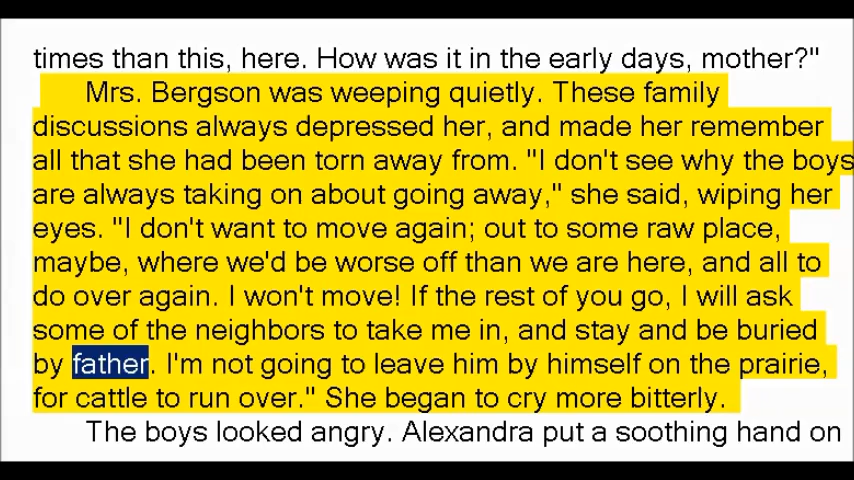 times than this, here. How was it in the early days, mother?"
Mrs. Bergson was weeping quietly. These family
discussions always depressed her, and made her remember
all that she had been torn away from. "I don't see why the boys
are always taking on about going away," she said, wiping her
eyes. "I don't want to move again; out to some raw place,
maybe, where we'd be worse off than we are here, and all to
do over again. I won't move! If the rest of you go, I will ask
some of the neighbors to take me in, and stay and be buried
by father. I'm not going to leave him by himself on the prairie,
for cattle to run over." She began to cry more bitterly.
The boys looked angry. Alexandra put a soothing hand on